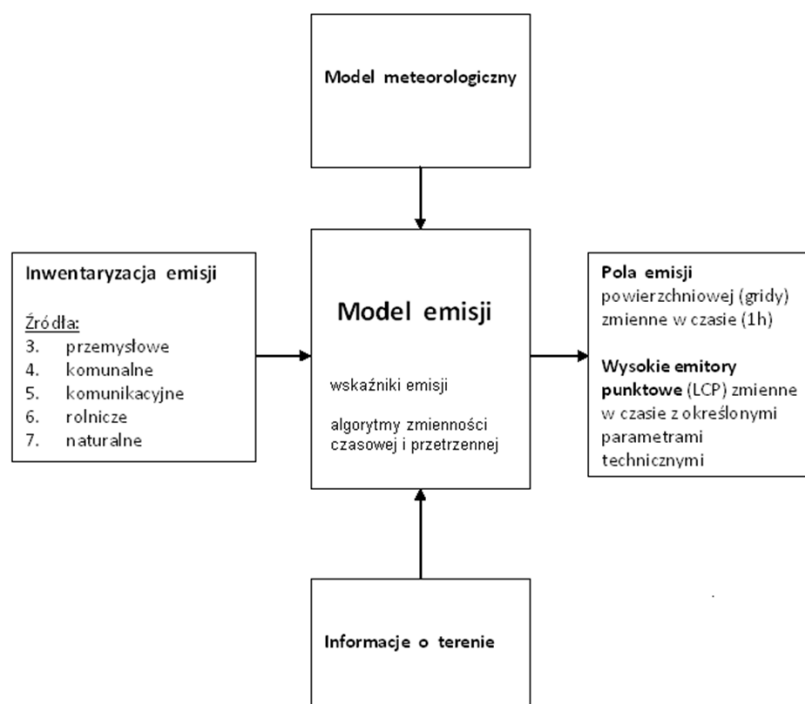 Model meteorologiczny
Inwentaryzacja emisji
Źródła:
3. przemysłowe
4. komunalne
5. komunikacyjne
6. rolnicze
7. naturalne
Model emisji
wskaźniki emisji
algorytmy zmienności
czasowej i przetrzennej
Pola emisji
powierzchniowej (gridy)
zmienne w czasie (1h)
Wysokie emitory
punktowe (LCP) zmienne
w czasie z określonymi
parametrami
technicznymi
Informacje o terenie